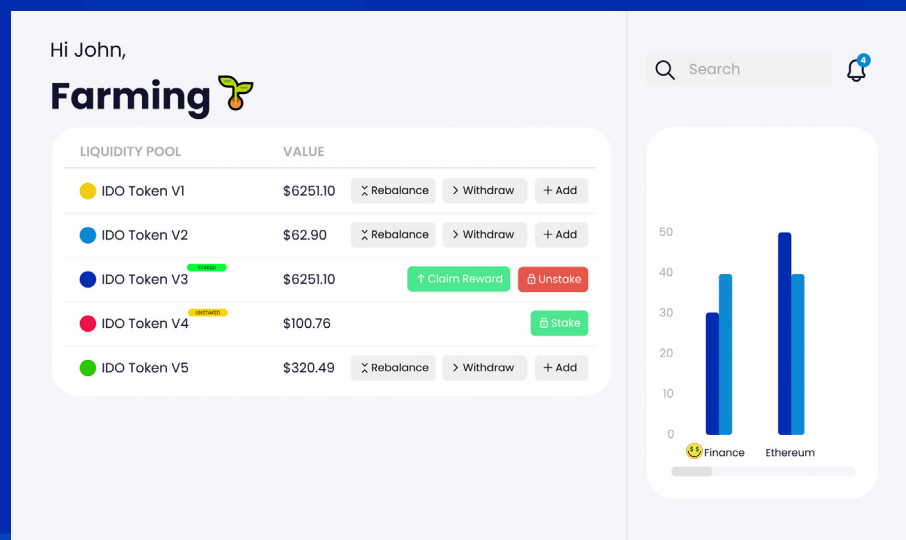 Hi John,
Farming
LIQUIDITY POOL VALUE
IDO Token V1 $6251.10 Rebalance Withdraw Add
IDO Token V2 $62.90 Rebalance Withdraw Add
IDO Token V3 STAKED $6251.10 Claim Reward Unstake
IDO Token V4 UNSTAKED $100.76 Stake
IDO Token V5 $320.49 Rebalance Withdraw Add
Search
4
50
40
30
20
10
0
Finance Ethereum